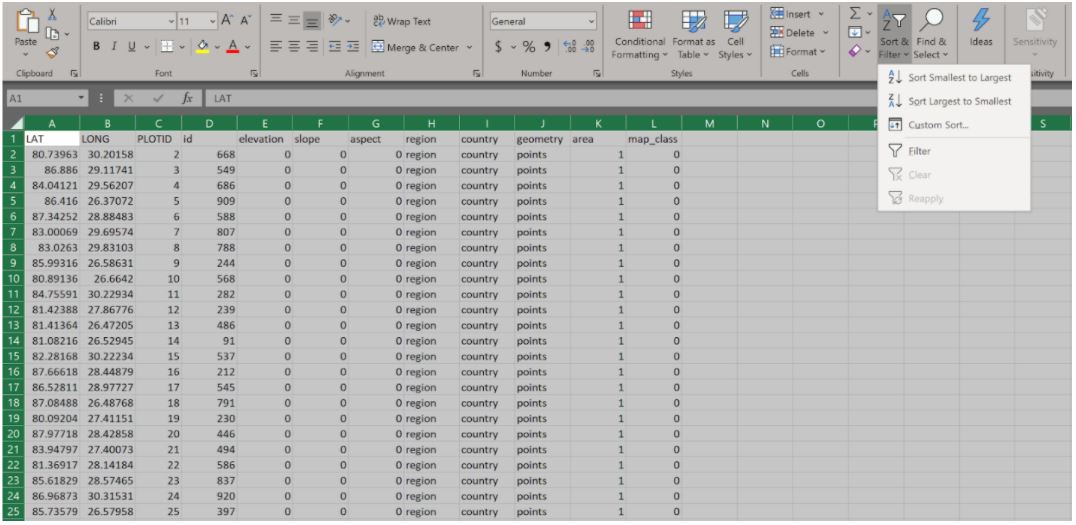 Calibri 11 A A Wrap Text General Insert Σ
Paste B I U A Merge & Center $ % 9 Conditional Formatting Format as Table Cell Styles Delete Format Sort & Filter Find & Select Ideas Sensitivity
Clipboard Font Alignment Number Styles Cells sitivity
Sort Smallest to Largest
Sort Largest to Smallest
Custom Sort...
Filter
Clear
Reapply
A1 fx LAT
A B C D E F G H I J K L M N O S
1 LAT LONG PLOTID id elevation slope aspect region country geometry area map_class
2 80.73963 30.20158 2 668 0 0 0 region country points 1 0
3 86.886 29.11741 3 549 0 0 0 region country points 1 0
4 84.04121 29.56207 4 686 0 0 0 region country points 1 0
5 86.416 26.37072 5 909 0 0 0 region country points 1 0
6 87.34252 28.88483 6 588 0 0 0 region country points 1 0
7 83.00069 29.69574 7 807 0 0 0 region country points 1 0
8 83.0263 29.83103 8 788 0 0 0 region country points 1 0
9 85.99316 26.58631 9 244 0 0 0 region country points 1 0
10 80.89136 26.6642 10 568 0 0 0 region country points 1 0
11 84.75591 30.22934 11 282 0 0 0 region country points 1 0
12 81.42388 27.86776 12 239 0 0 0 region country points 1 0
13 81.41364 26.47205 13 486 0 0 0 region country points 1 0
14 81.08216 26.52945 14 91 0 0 0 region country points 1 0
15 82.28168 30.22234 15 537 0 0 0 region country points 1 0
16 87.66618 28.44879 16 212 0 0 0 region country points 1 0
17 86.52811 28.97727 17 545 0 0 0 region country points 1 0
18 87.08488 26.48768 18 791 0 0 0 region country points 1 0
19 80.09204 27.41151 19 230 0 0 0 region country points 1 0
20 87.97718 28.42858 20 446 0 0 0 region country points 1 0
21 83.94797 27.40073 21 494 0 0 0 region country points 1 0
22 81.36917 28.14184 22 586 0 0 0 region country points 1 0
23 85.61829 28.57465 23 837 0 0 0 region country points 1 0
24 86.96873 30.31531 24 920 0 0 0 region country points 1 0
25 85.73579 26.57958 25 397 0 0 0 region country points 1 0